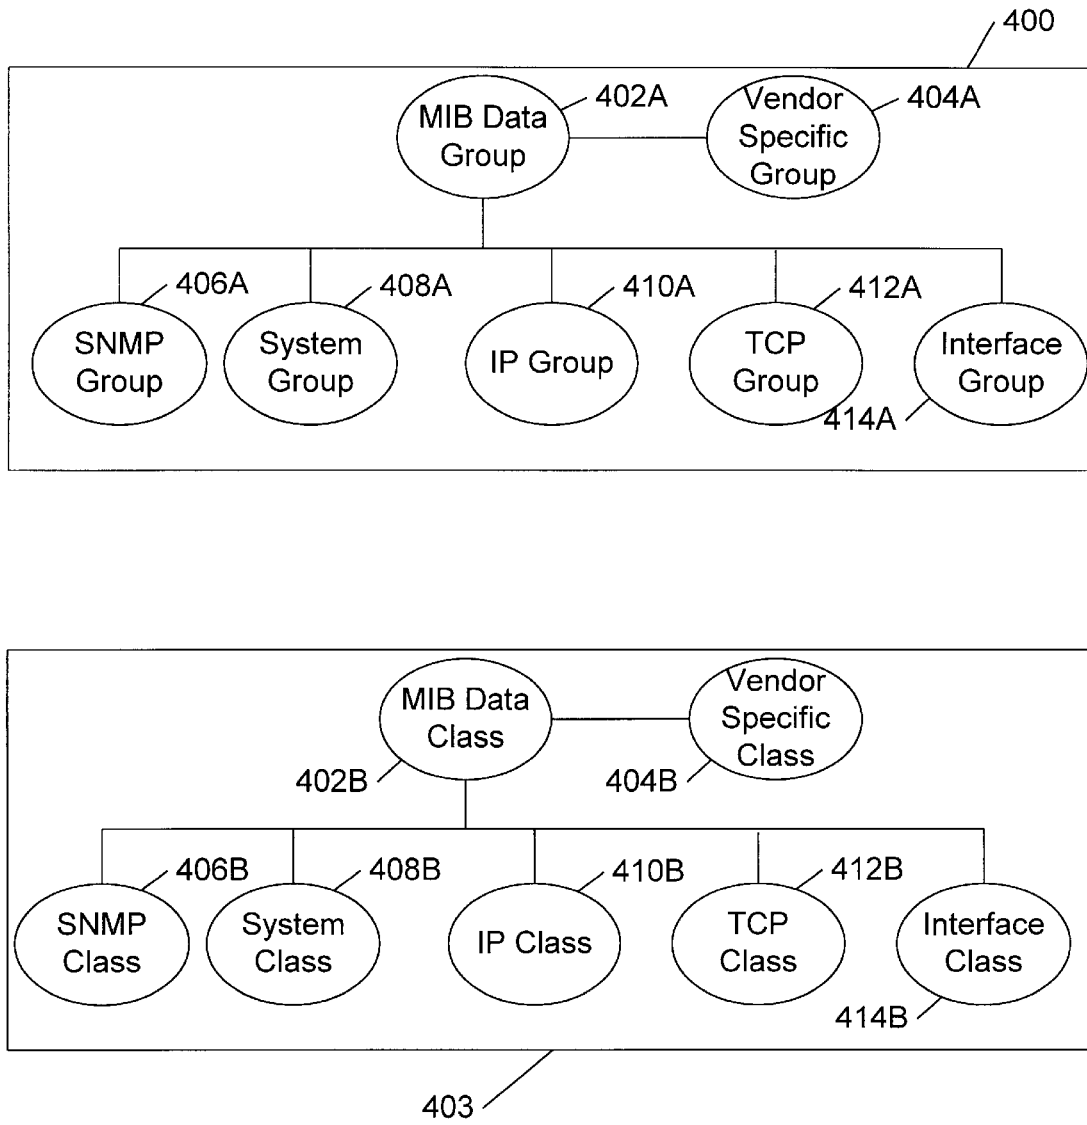 400
MIB Data
Group
402A
Vendor
Specific
Group
404A
406A
408A
410A
412A
SNMP
Group
System
Group
IP Group
TCP
Group
414A
Interface
Group
MIB Data
Class
402B
Vendor
Specific
Class
404B
406B
408B
410B
412B
SNMP
Class
System
Class
IP Class
TCP
Class
Interface
Class
414B
403